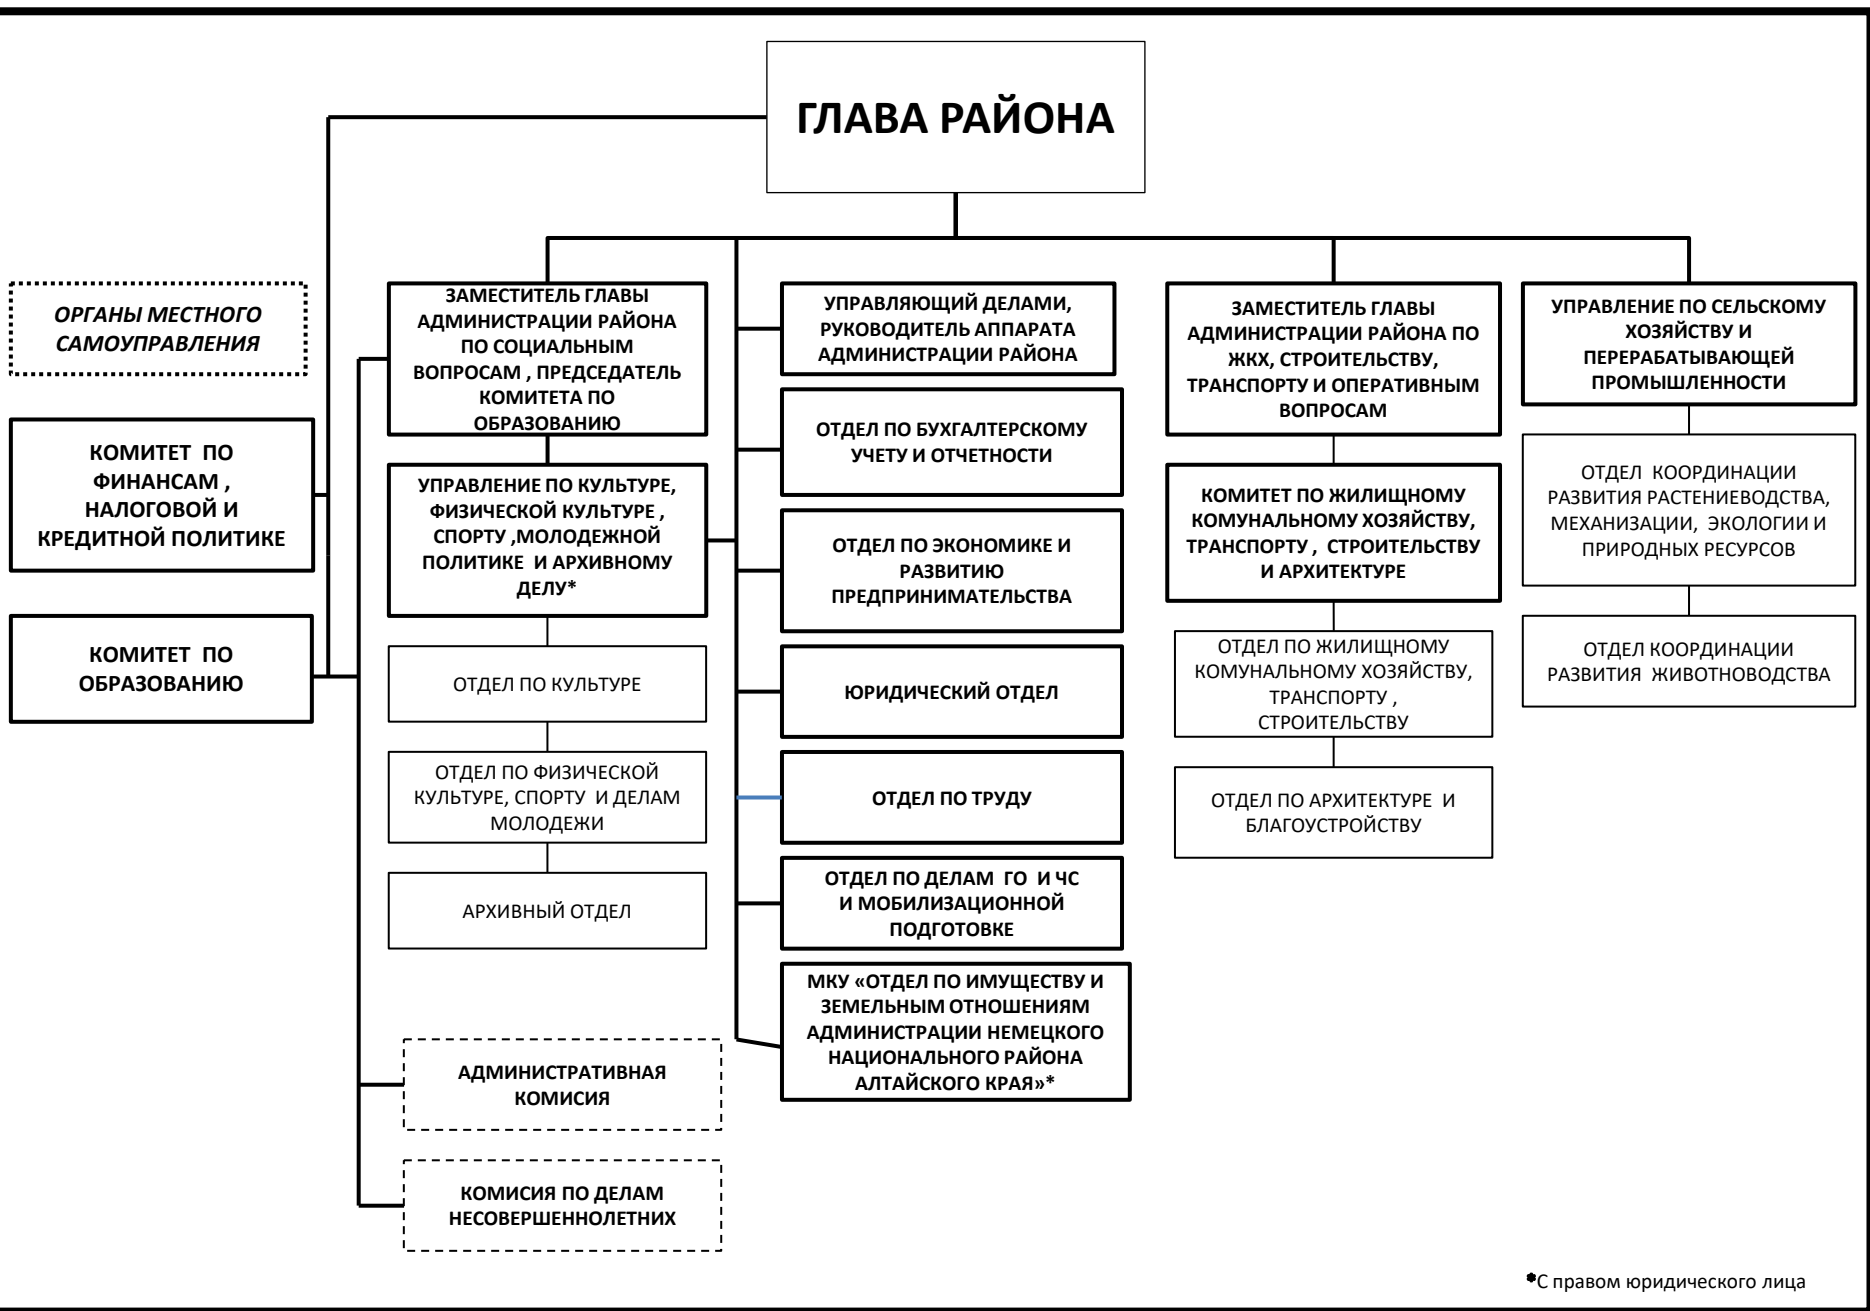 ГЛАВА РАЙОНА
ОРГАНЫ МЕСТНОГО
САМОУПРАВЛЕНИЯ
КОМИТЕТ ПО
ФИНАНСАМ ,
НАЛОГОВОЙ И
КРЕДИТНОЙ ПОЛИТИКЕ
КОМИТЕТ ПО
ОБРАЗОВАНИЮ
ЗАМЕСТИТЕЛЬ ГЛАВЫ
АДМИНИСТРАЦИИ РАЙОНА
ПО СОЦИАЛЬНЫМ
ВОПРОСАМ , ПРЕДСЕДАТЕЛЬ
КОМИТЕТА ПО
ОБРАЗОВАНИЮ
УПРАВЛЕНИЕ ПО КУЛЬТУРЕ,
ФИЗИЧЕСКОЙ КУЛЬТУРЕ ,
СПОРТУ ,МОЛОДЕЖНОЙ
ПОЛИТИКЕ И АРХИВНОМУ
ДЕЛУ*
ОТДЕЛ ПО КУЛЬТУРЕ
ОТДЕЛ ПО ФИЗИЧЕСКОЙ
КУЛЬТУРЕ, СПОРТУ И ДЕЛАМ
МОЛОДЕЖИ
АРХИВНЫЙ ОТДЕЛ
АДМИНИСТРАТИВНАЯ
КОМИСИЯ
КОМИСИЯ ПО ДЕЛАМ
НЕСОВЕРШЕННОЛЕТНИХ
УПРАВЛЯЮЩИЙ ДЕЛАМИ,
РУКОВОДИТЕЛЬ АППАРАТА
АДМИНИСТРАЦИИ РАЙОНА
ОТДЕЛ ПО БУХГАЛТЕРСКОМУ
УЧЕТУ И ОТЧЕТНОСТИ
ОТДЕЛ ПО ЭКОНОМИКЕ И
РАЗВИТИЮ
ПРЕДПРИНИМАТЕЛЬСТВА
ЮРИДИЧЕСКИЙ ОТДЕЛ
ОТДЕЛ ПО ТРУДУ
ОТДЕЛ ПО ДЕЛАМ ГО И ЧС
И МОБИЛИЗАЦИОННОЙ
ПОДГОТОВКЕ
МКУ «ОТДЕЛ ПО ИМУЩЕСТВУ И
ЗЕМЕЛЬНЫМ ОТНОШЕНИЯМ
АДМИНИСТРАЦИИ НЕМЕЦКОГО
НАЦИОНАЛЬНОГО РАЙОНА
АЛТАЙСКОГО КРАЯ»*
ЗАМЕСТИТЕЛЬ ГЛАВЫ
АДМИНИСТРАЦИИ РАЙОНА ПО
ЖКХ, СТРОИТЕЛЬСТВУ,
ТРАНСПОРТУ И ОПЕРАТИВНЫМ
ВОПРОСАМ
КОМИТЕТ ПО ЖИЛИЩНОМУ
КОМУНАЛЬНОМУ ХОЗЯЙСТВУ,
ТРАНСПОРТУ , СТРОИТЕЛЬСТВУ
И АРХИТЕКТУРЕ
ОТДЕЛ ПО ЖИЛИЩНОМУ
КОМУНАЛЬНОМУ ХОЗЯЙСТВУ,
ТРАНСПОРТУ ,
СТРОИТЕЛЬСТВУ
ОТДЕЛ ПО АРХИТЕКТУРЕ И
БЛАГОУСТРОЙСТВУ
УПРАВЛЕНИЕ ПО СЕЛЬСКОМУ
ХОЗЯЙСТВУ И
ПЕРЕРАБАТЫВАЮЩЕЙ
ПРОМЫШЛЕННОСТИ
ОТДЕЛ КООРДИНАЦИИ
РАЗВИТИЯ РАСТЕНИЕВОДСТВА,
МЕХАНИЗАЦИИ, ЭКОЛОГИИ И
ПРИРОДНЫХ РЕСУРСОВ
ОТДЕЛ КООРДИНАЦИИ
РАЗВИТИЯ ЖИВОТНОВОДСТВА
*С правом юридического лица